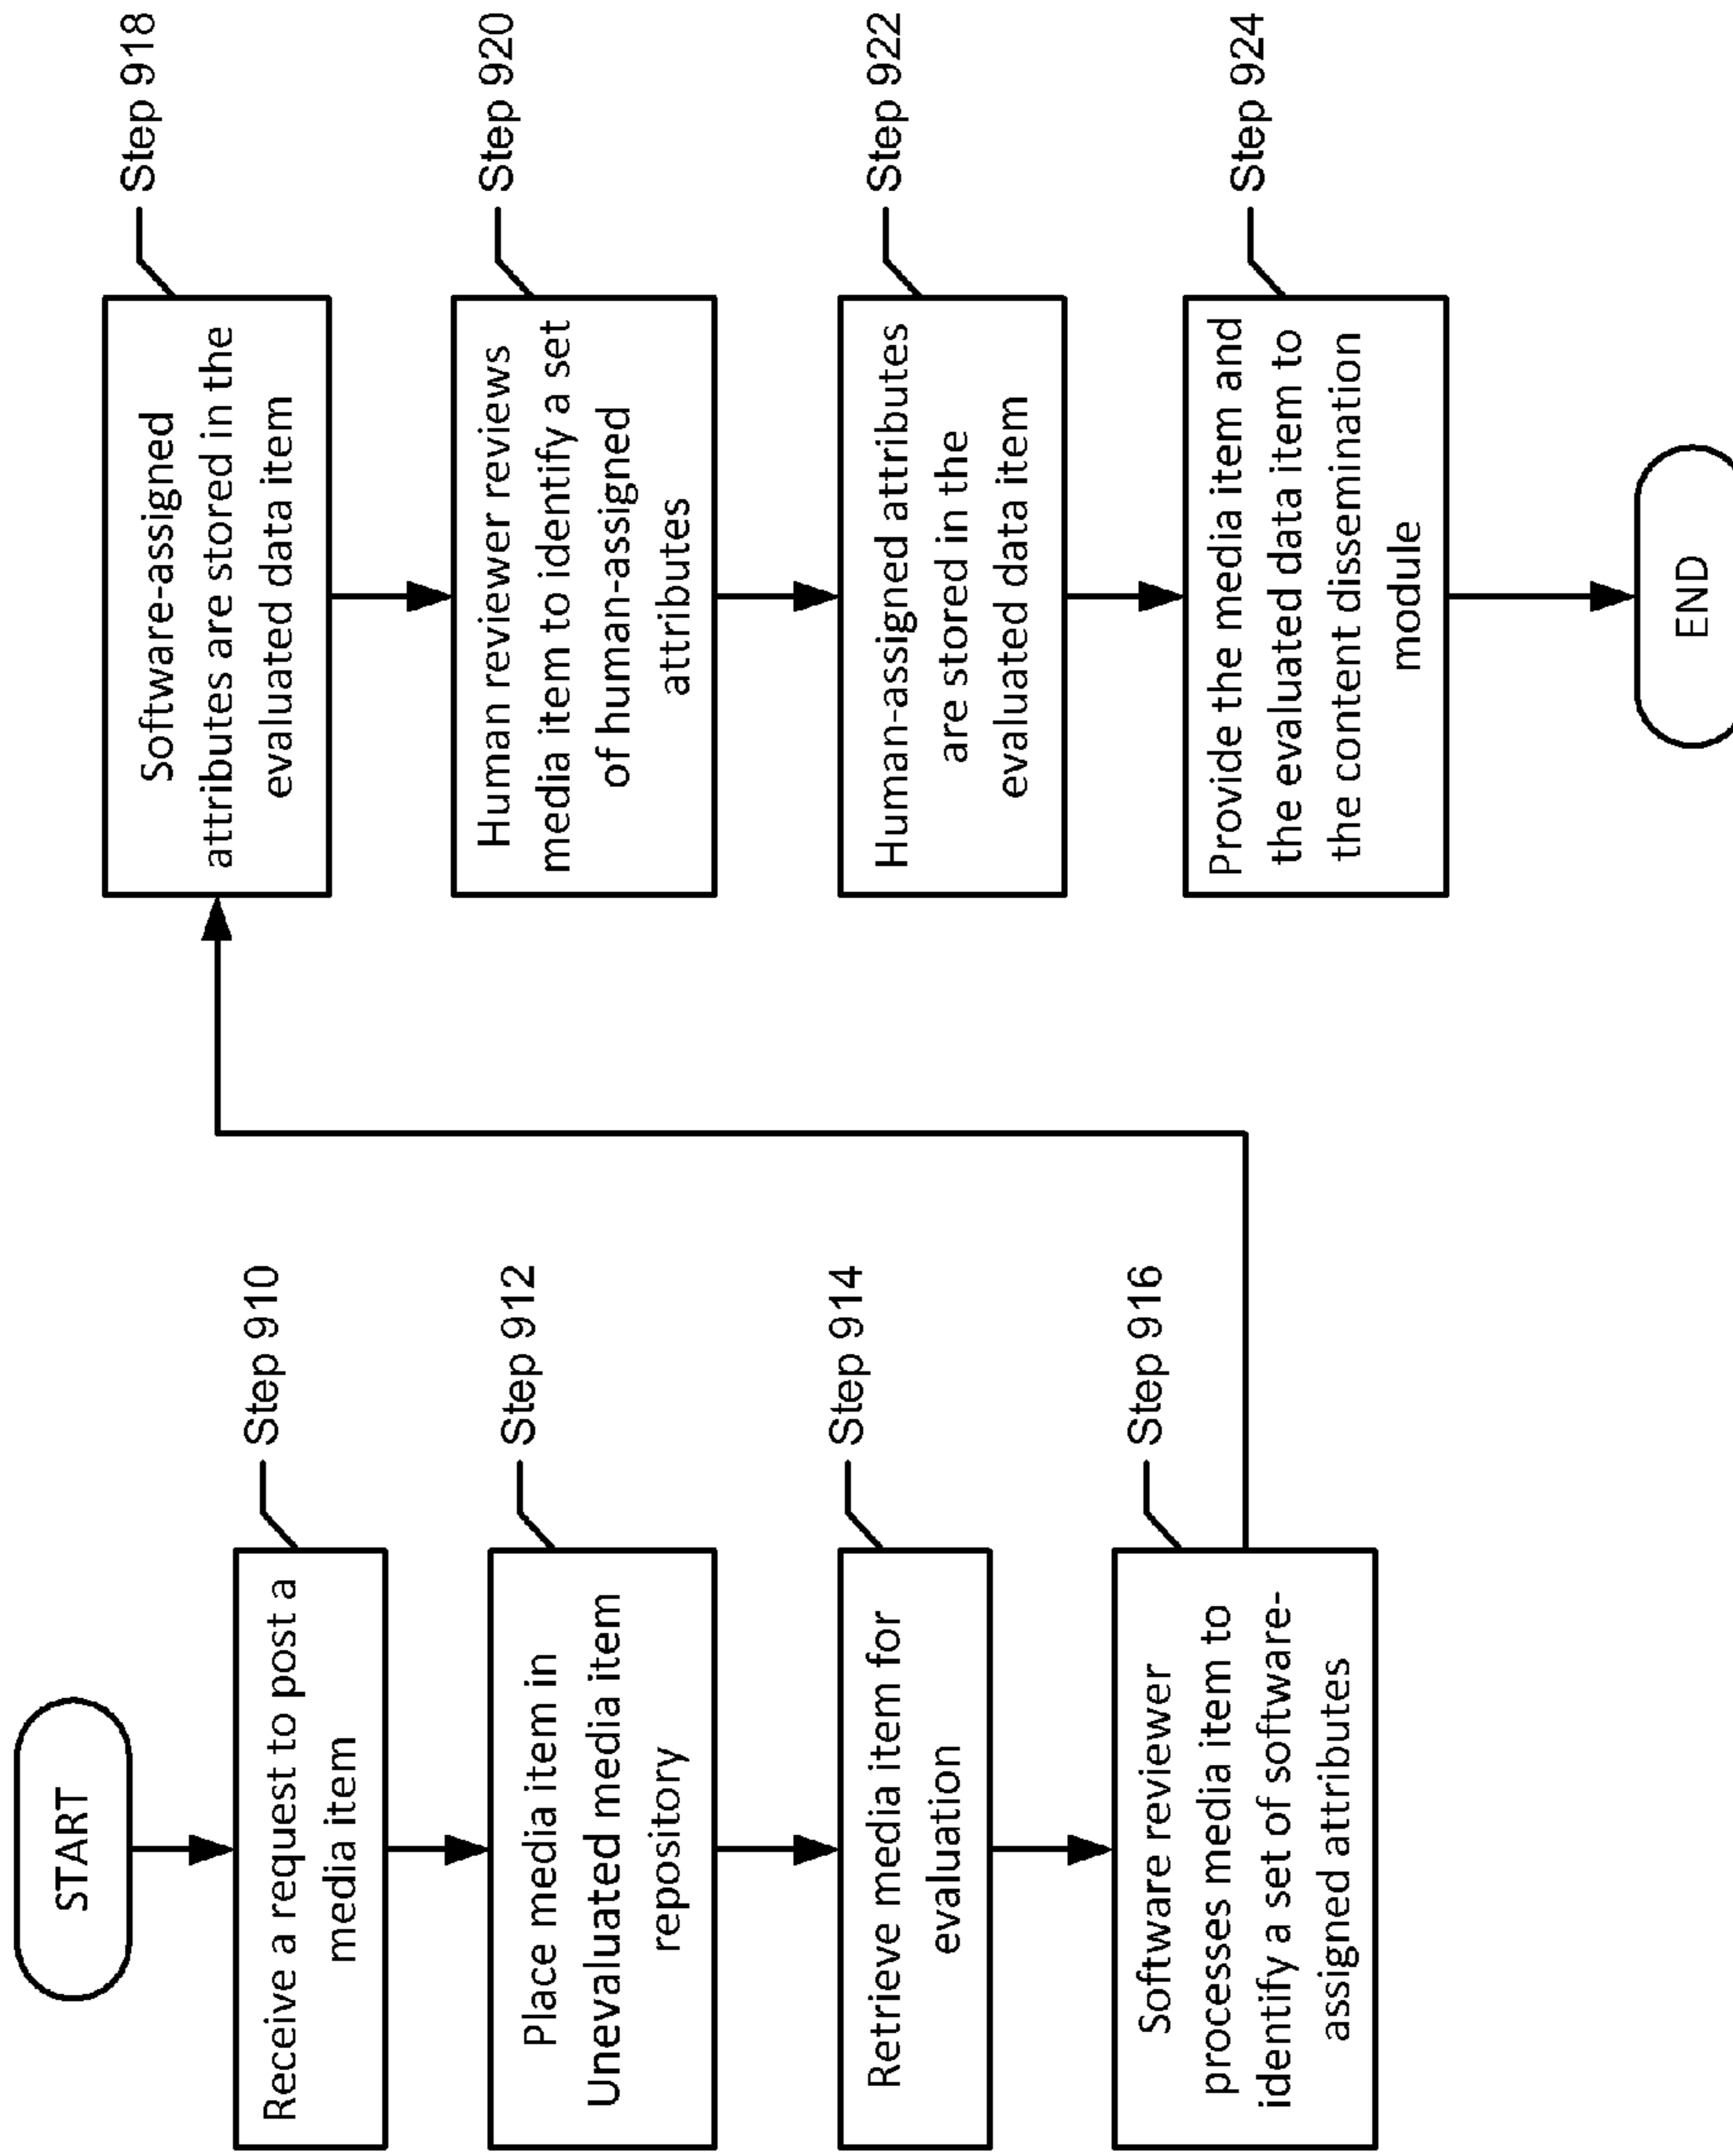 START
Receive a request to post a
media item
Step 910
Place media item in
Unevaluated media item
repository
Step 912
Retrieve media item for
evaluation
Step 914
Software reviewer
processes media item to
identify a set of software-
assigned attributes
Step 916
Software-assigned
attributes are stored in the
evaluated data item
Step 918
Human reviewer reviews
media item to identify a set
of human-assigned
attributes
Step 920
Human-assigned attributes
are stored in the
evaluated data item
Step 922
Provide the media item and
the evaluated data item to
the content dissemination
module
Step 924
END